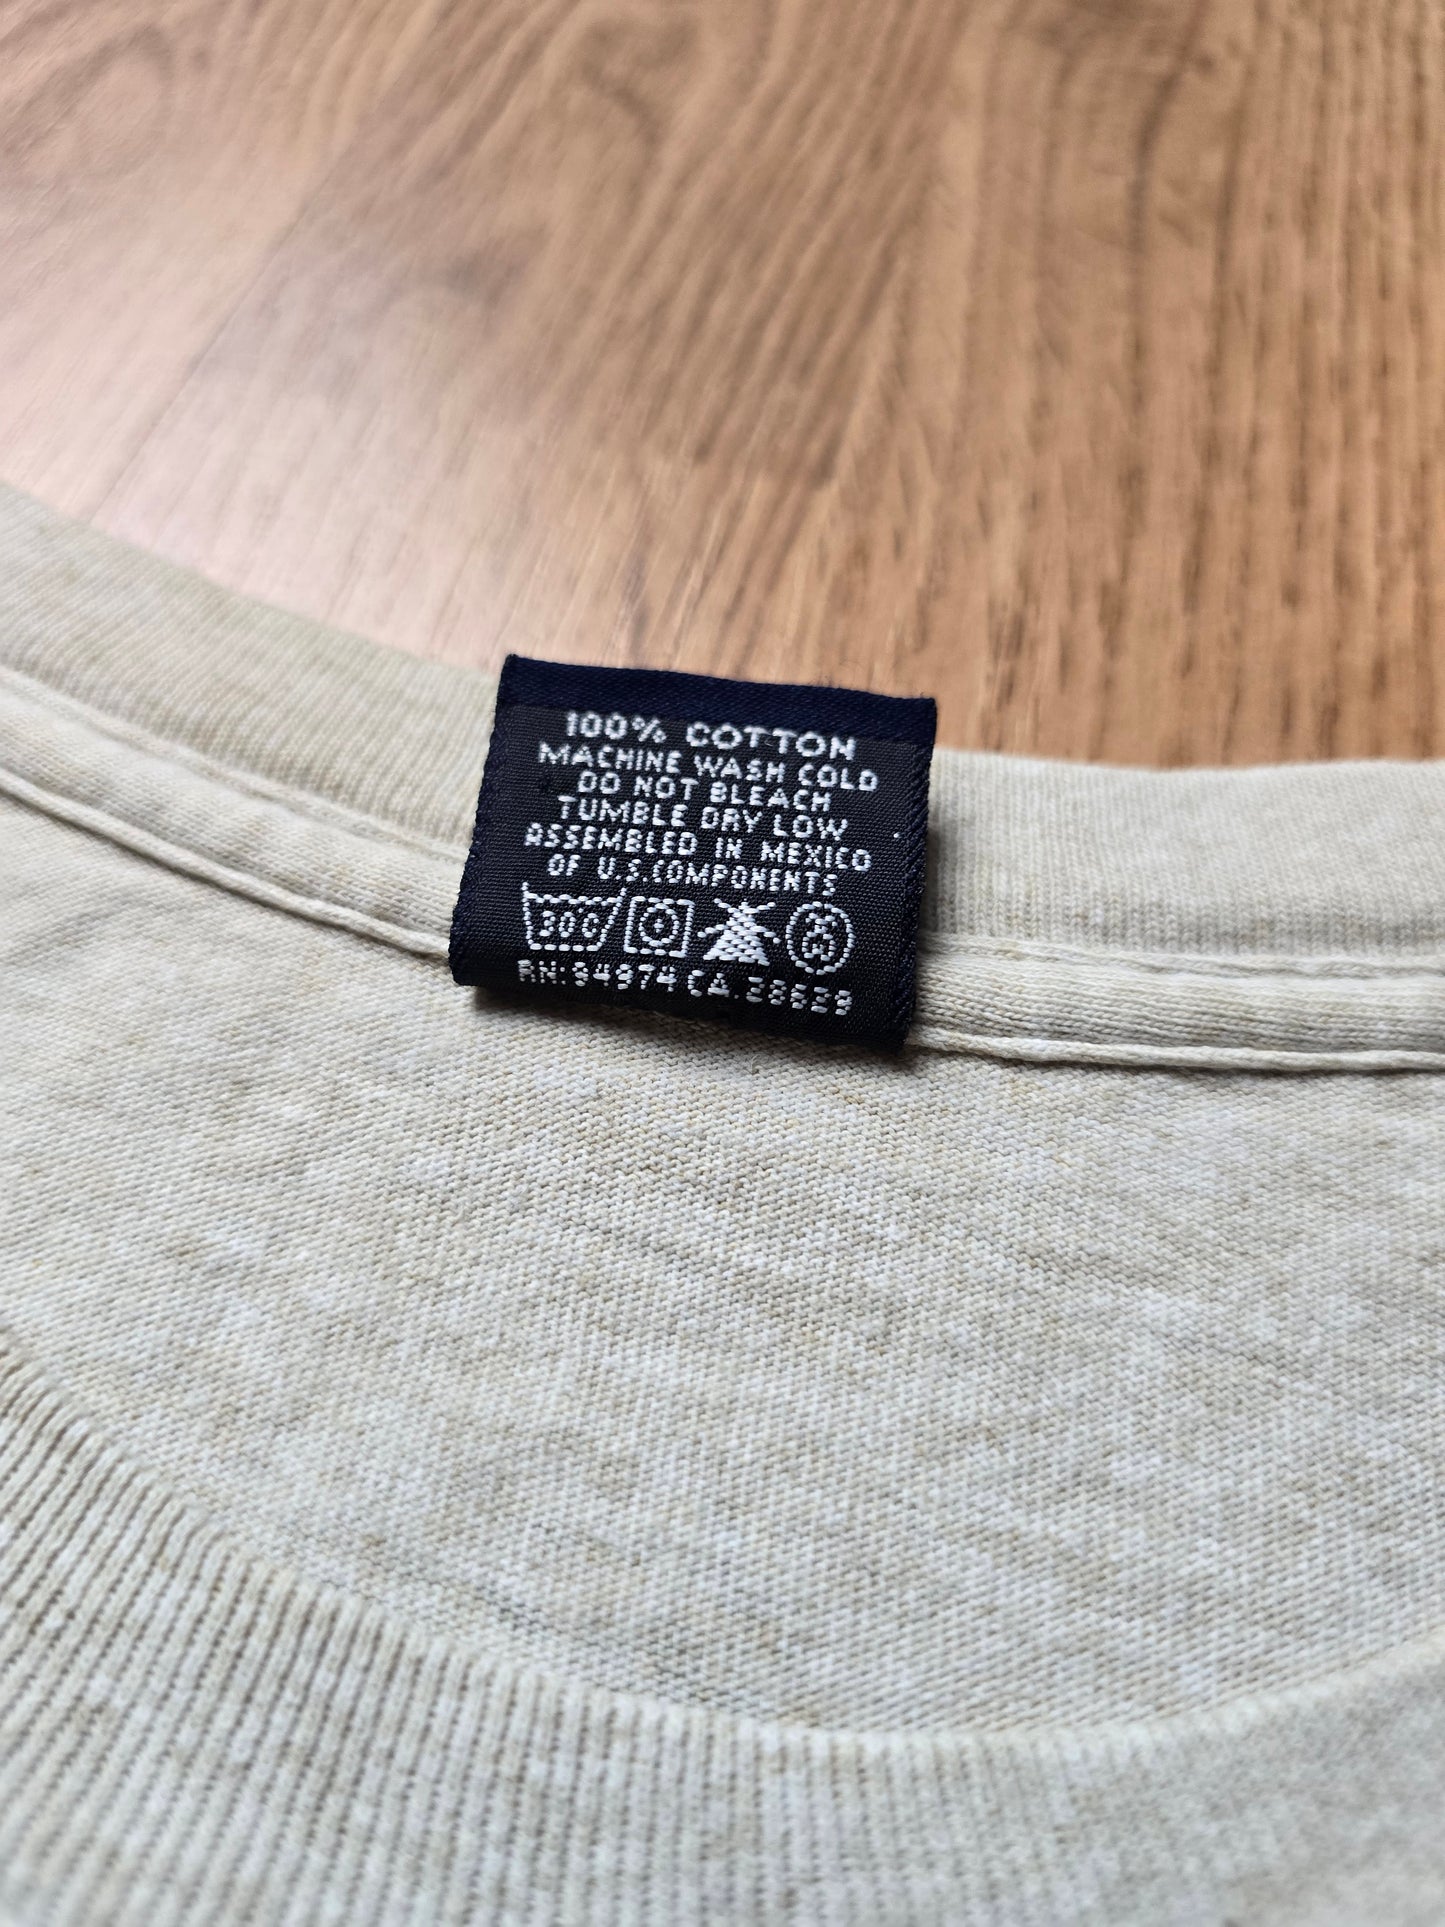 100% COTTON
MACHINE WASH COLD
DO NOT BLEACH
TUMBLE DRY LOW
ASSEMBLED IN MEXICO
OF U.S.COMPONENTS
30C
RN:94974 CA.28629